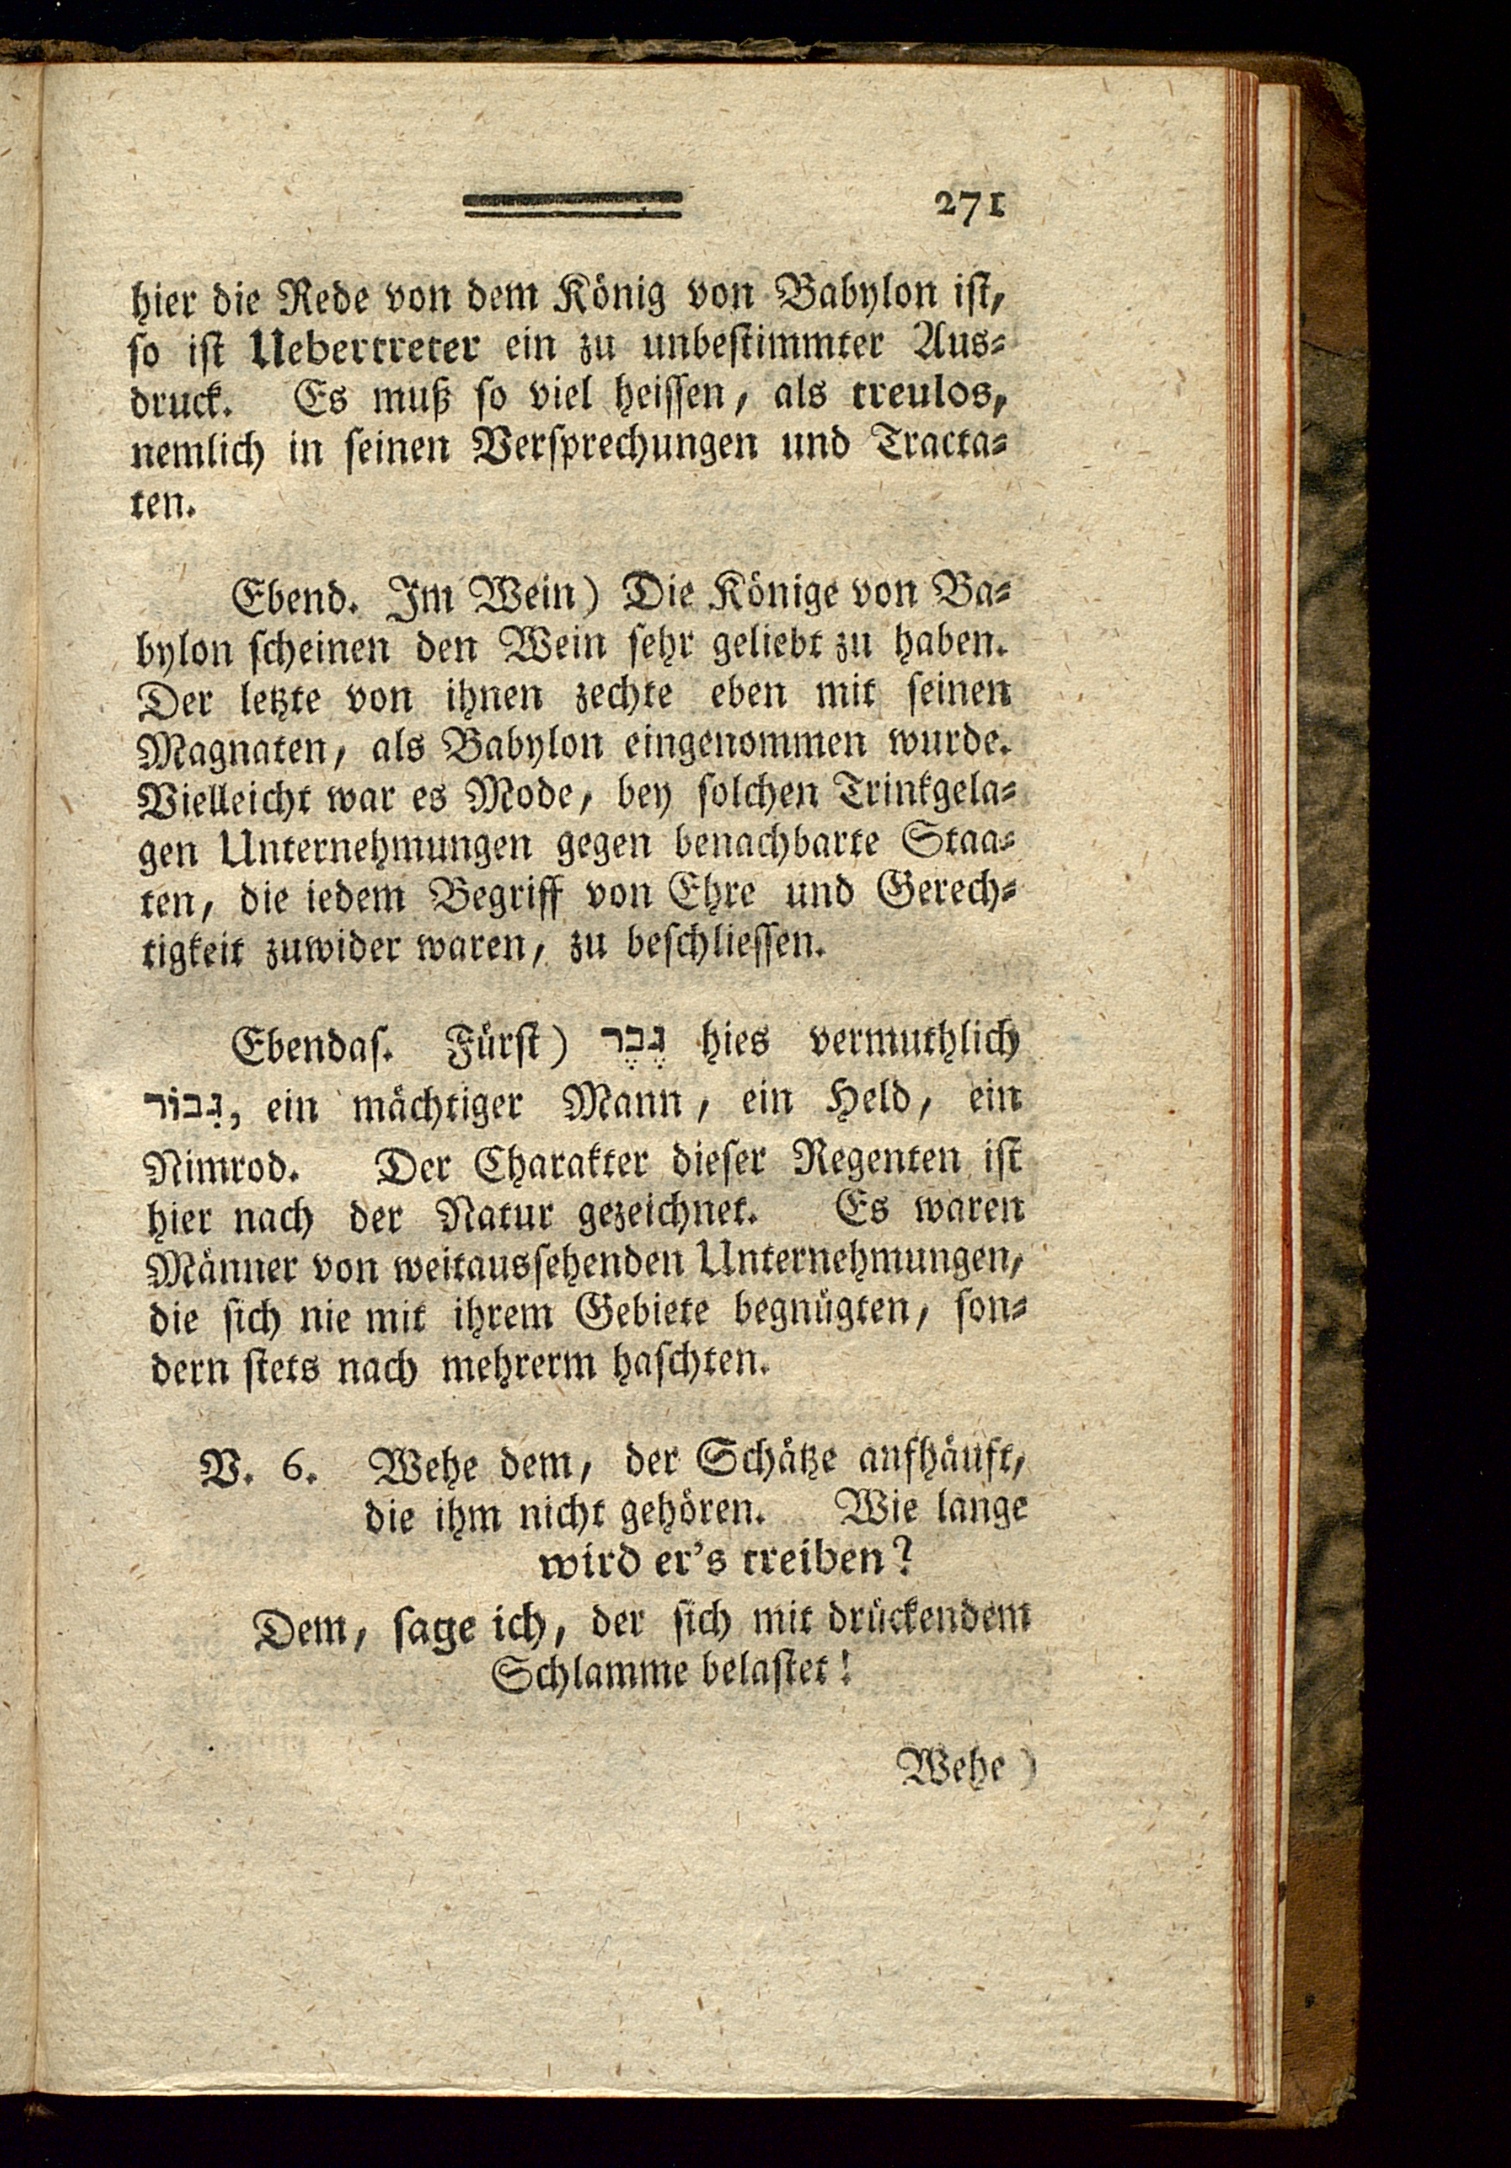 271
hier die Rede von dem König von Babylon ist,
so ist Uebertreter ein zu unbestimmter Aus-
druck. Es muß so viel heissen, als treulos,
nemlich in seinen Versprechungen und Tracta-
ten.
Ebend. Im Wein) Die Könige von Ba-
bylon scheinen den Wein sehr geliebt zu haben.
Der letzte von ihnen zechte eben mit seinen
Magnaten, als Babylon eingenommen wurde.
Vielleicht war es Mode, bey solchen Trinkgela-
gen Unternehmungen gegen benachbarte Staa-
ten, die iedem Begriff von Ehre und Gerech-
tigkeit zuwider waren, zu beschliessen.
Ebendas. Fürst) גֶבֶר hies vermuthlich
גִבוֹר, ein mächtiger Mann, ein Held, ein
Nimrod. Der Charakter dieser Regenten ist
hier nach der Natur gezeichnet. Es waren
Männer von weitaussehenden Unternehmungen,
die sich nie mit ihrem Gebiete begnügten, son-
dern stets nach mehrerm haschten.
V. 6. Wehe dem, der Schätze aufhäuft,
die ihm nicht gehören. Wie lange
wird er's treiben?
Dem, sage ich, der sich mit drückendem
Schlamme belastet!
Wehe)